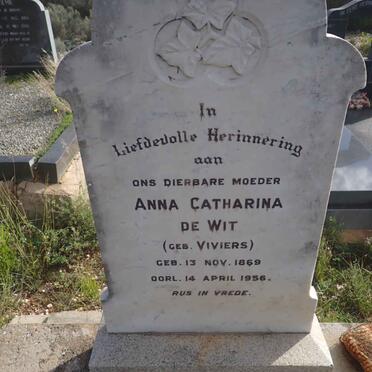 In
Liefdevolle Herinnering
aan
ONS DIERBARE MOEDER
ANNA CATHARINA
DE WIT
(GEB. VIVIERS)
GEB. 13 NOV. 1869
OORL. 14 APRIL 1956.
RUS IN VREDE.